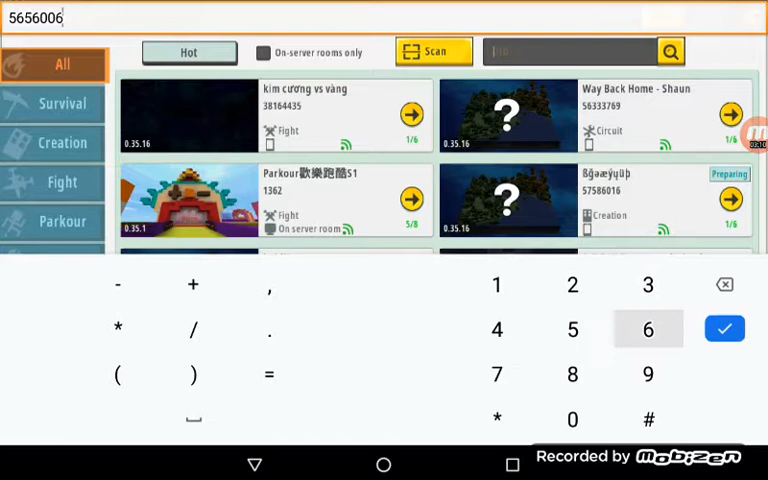 5656006
Hot
On-server rooms only
Scan
All
Survival
Creation
Fight
Parkour
kim cương vs vàng
38164435
Fight
0.35.16
1/6
Way Back Home - Shaun
56333769
Circuit
0.35.16
1/6
03:10
Parkour歡樂跑酷S1
1362
Fight
On server room
0.35.1
5/8
57586016
Preparing
Creation
0.35.16
1/6
- + , 1 2 3
* / . 4 5 6
( ) = 7 8 9
* 0 #
Recorded by mobizen